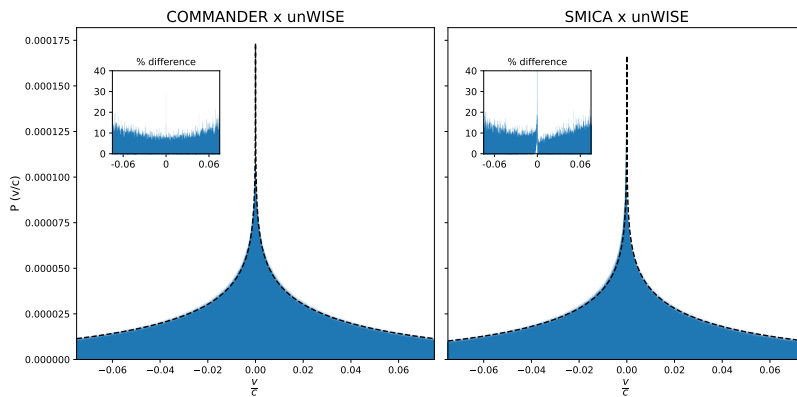 COMMANDER x unWISE
SMICA x unWISE
P (v/c)
0.000175
0.000150
0.000125
0.000100
0.000075
0.000050
0.000025
0.000000
% difference
40
30
20
10
0
-0.06 0 0.06
% difference
40
30
20
10
0
-0.06 0 0.06
−0.06 −0.04 −0.02 0.00 0.02 0.04 0.06
v
c
−0.06 −0.04 −0.02 0.00 0.02 0.04 0.06
v
c